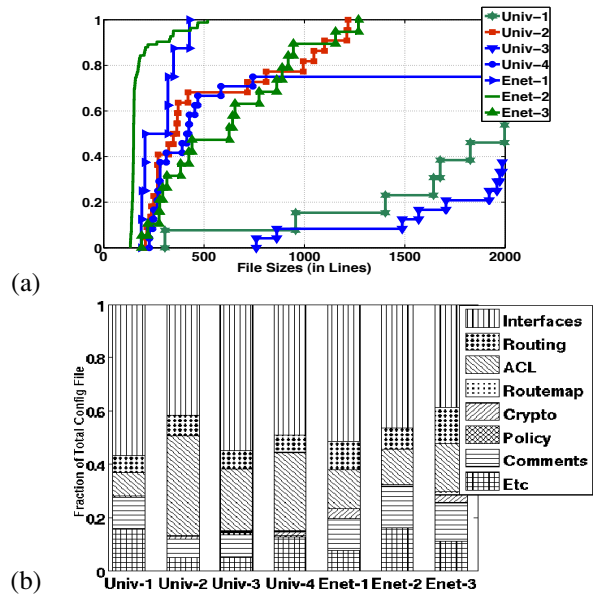 1
0.8
0.6
0.4
0.2
0
0
500
1000
1500
2000
File Sizes (in Lines)
Univ-1
Univ-2
Univ-3
Univ-4
Enet-1
Enet-2
Enet-3
(a)
1
0.8
0.6
0.4
0.2
0
Fraction of Total Config File
Interfaces
Routing
ACL
Routemap
Crypto
Policy
Comments
Etc
Univ-1 Univ-2 Univ-3 Univ-4 Enet-1 Enet-2 Enet-3
(b)